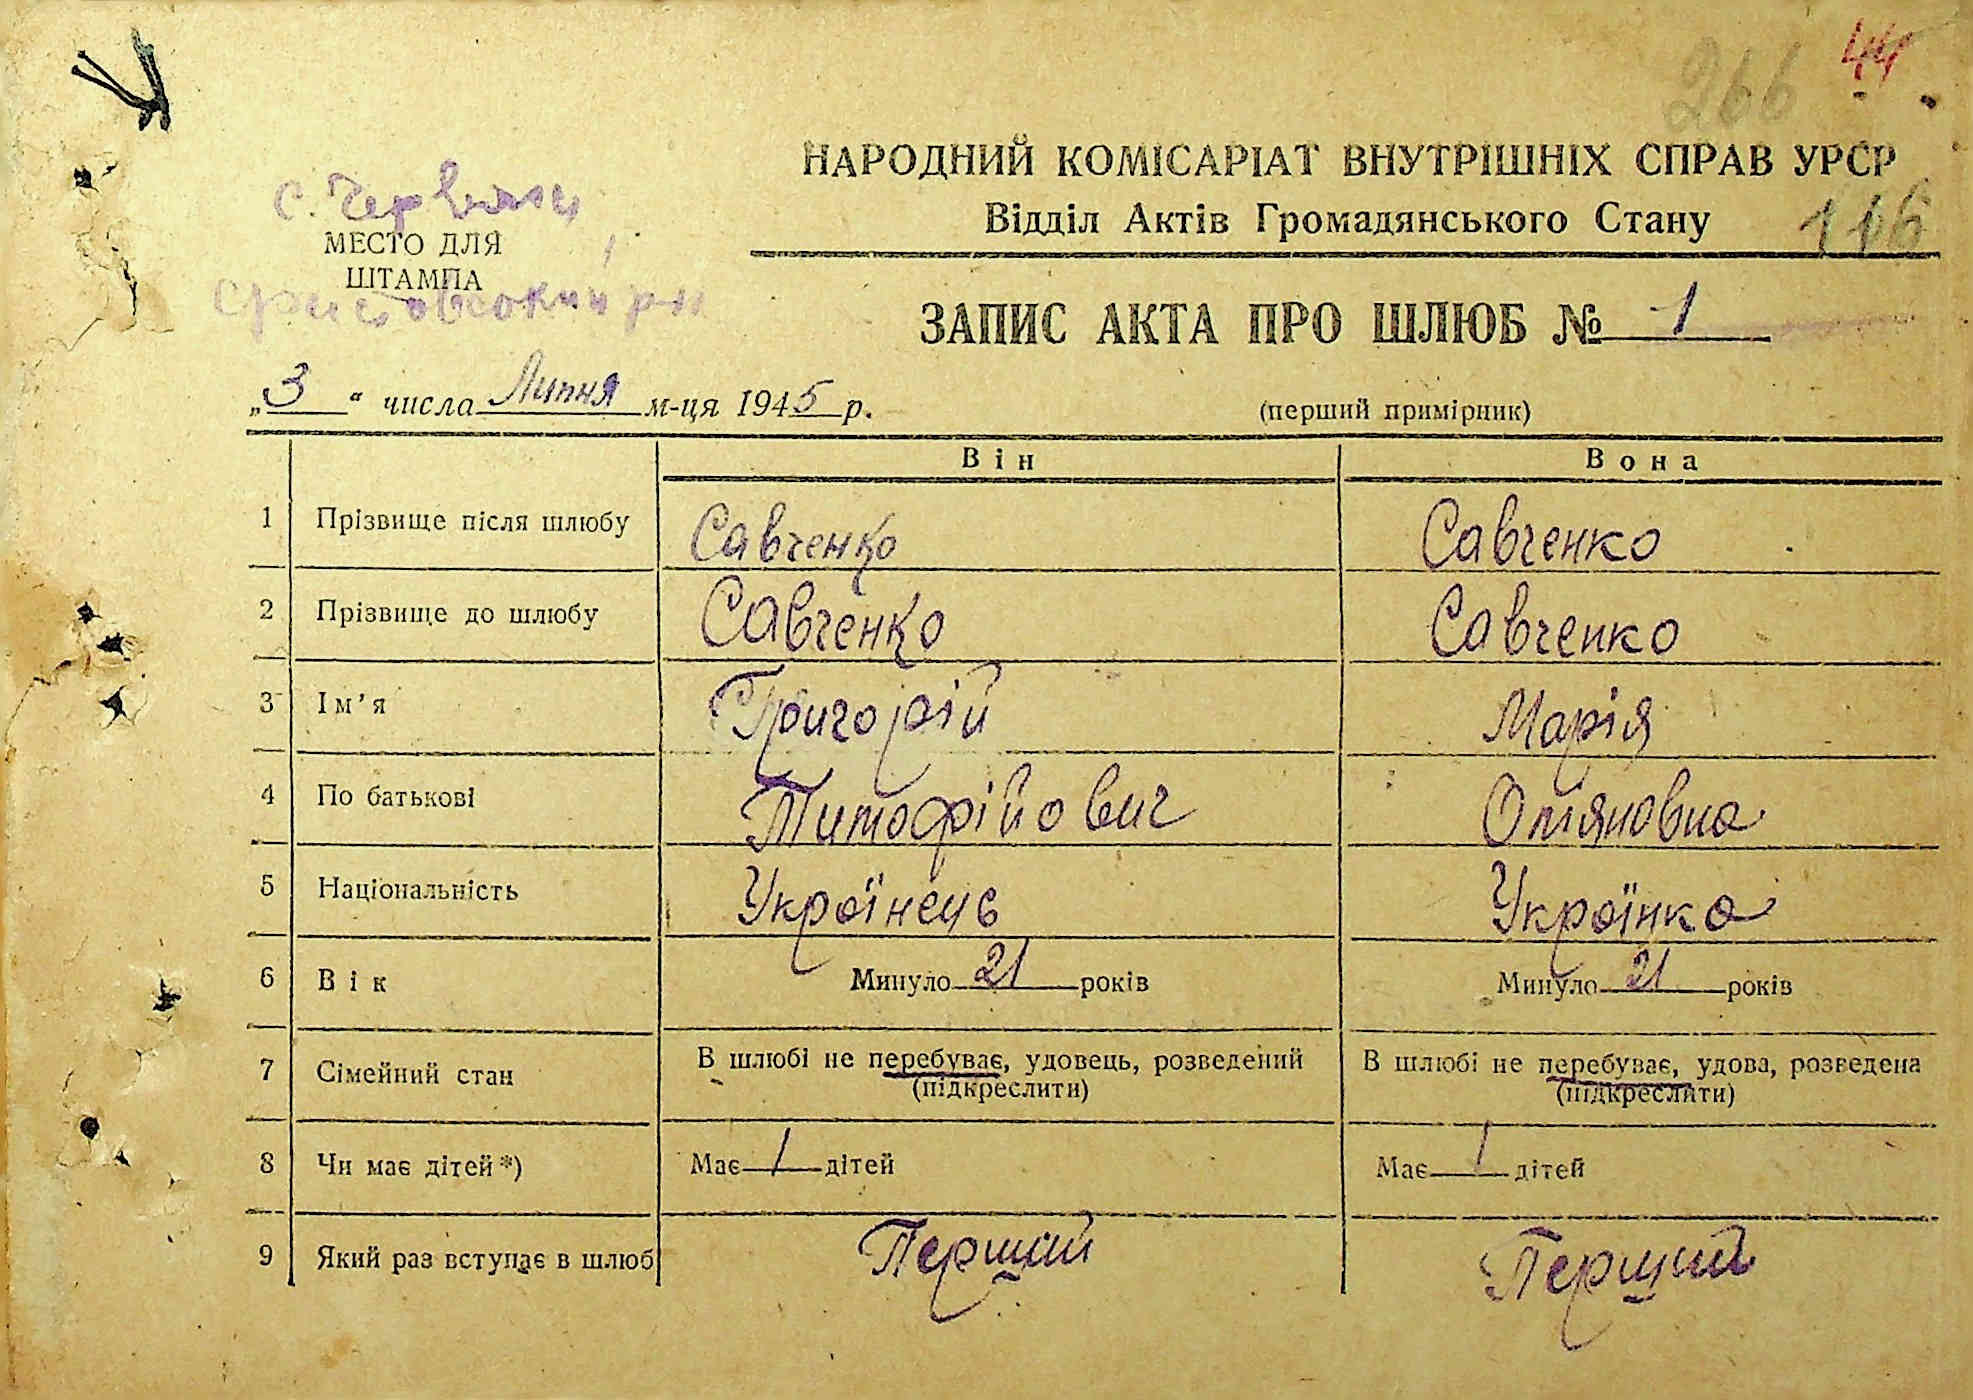 44
266
НАРОДНИЙ КОМІСАРІАТ ВНУТРІШНІХ СПРАВ УРСР
Відділ Актів Громадянського Стану
116
с.
МЕСТО ДЛЯ
ШТАМПА
ЗАПИС АКТА ПРО ШЛЮБ № 1
„3“ числа Липня м-ця 1945 р.
(перший примірник)
Він Вона
1 Прізвище після шлюбу Савченко Савченко
2 Прізвище до шлюбу Савченко Савченко
3 Ім'я Григорій Марія
4 По батькові Тимофійович Омяновна
5 Національність Українець Українка
6 Вік Минуло 21 років Минуло 21 років
7 Сімейний стан В шлюбі не перебуває, удовець, розведений В шлюбі не перебуває, удова, розведена
(підкреслити) (підкреслити)
8 Чи має дітей*) Має 1 дітей Має 1 дітей
9 Який раз вступає в шлюб Перший Перший